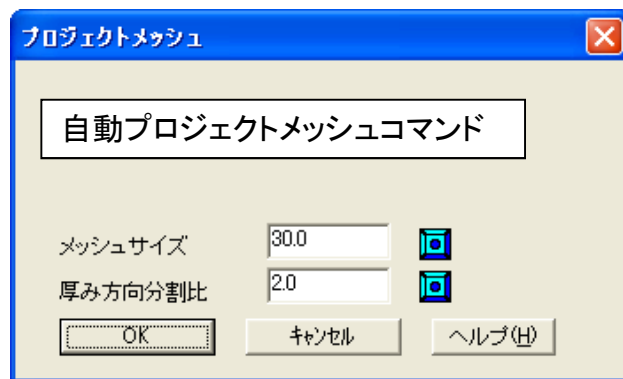 プロジェクトメッシュ
自動プロジェクトメッシュコマンド
メッシュサイズ 30.0
厚み方向分割比 2.0
OK キャンセル ヘルプ(H)